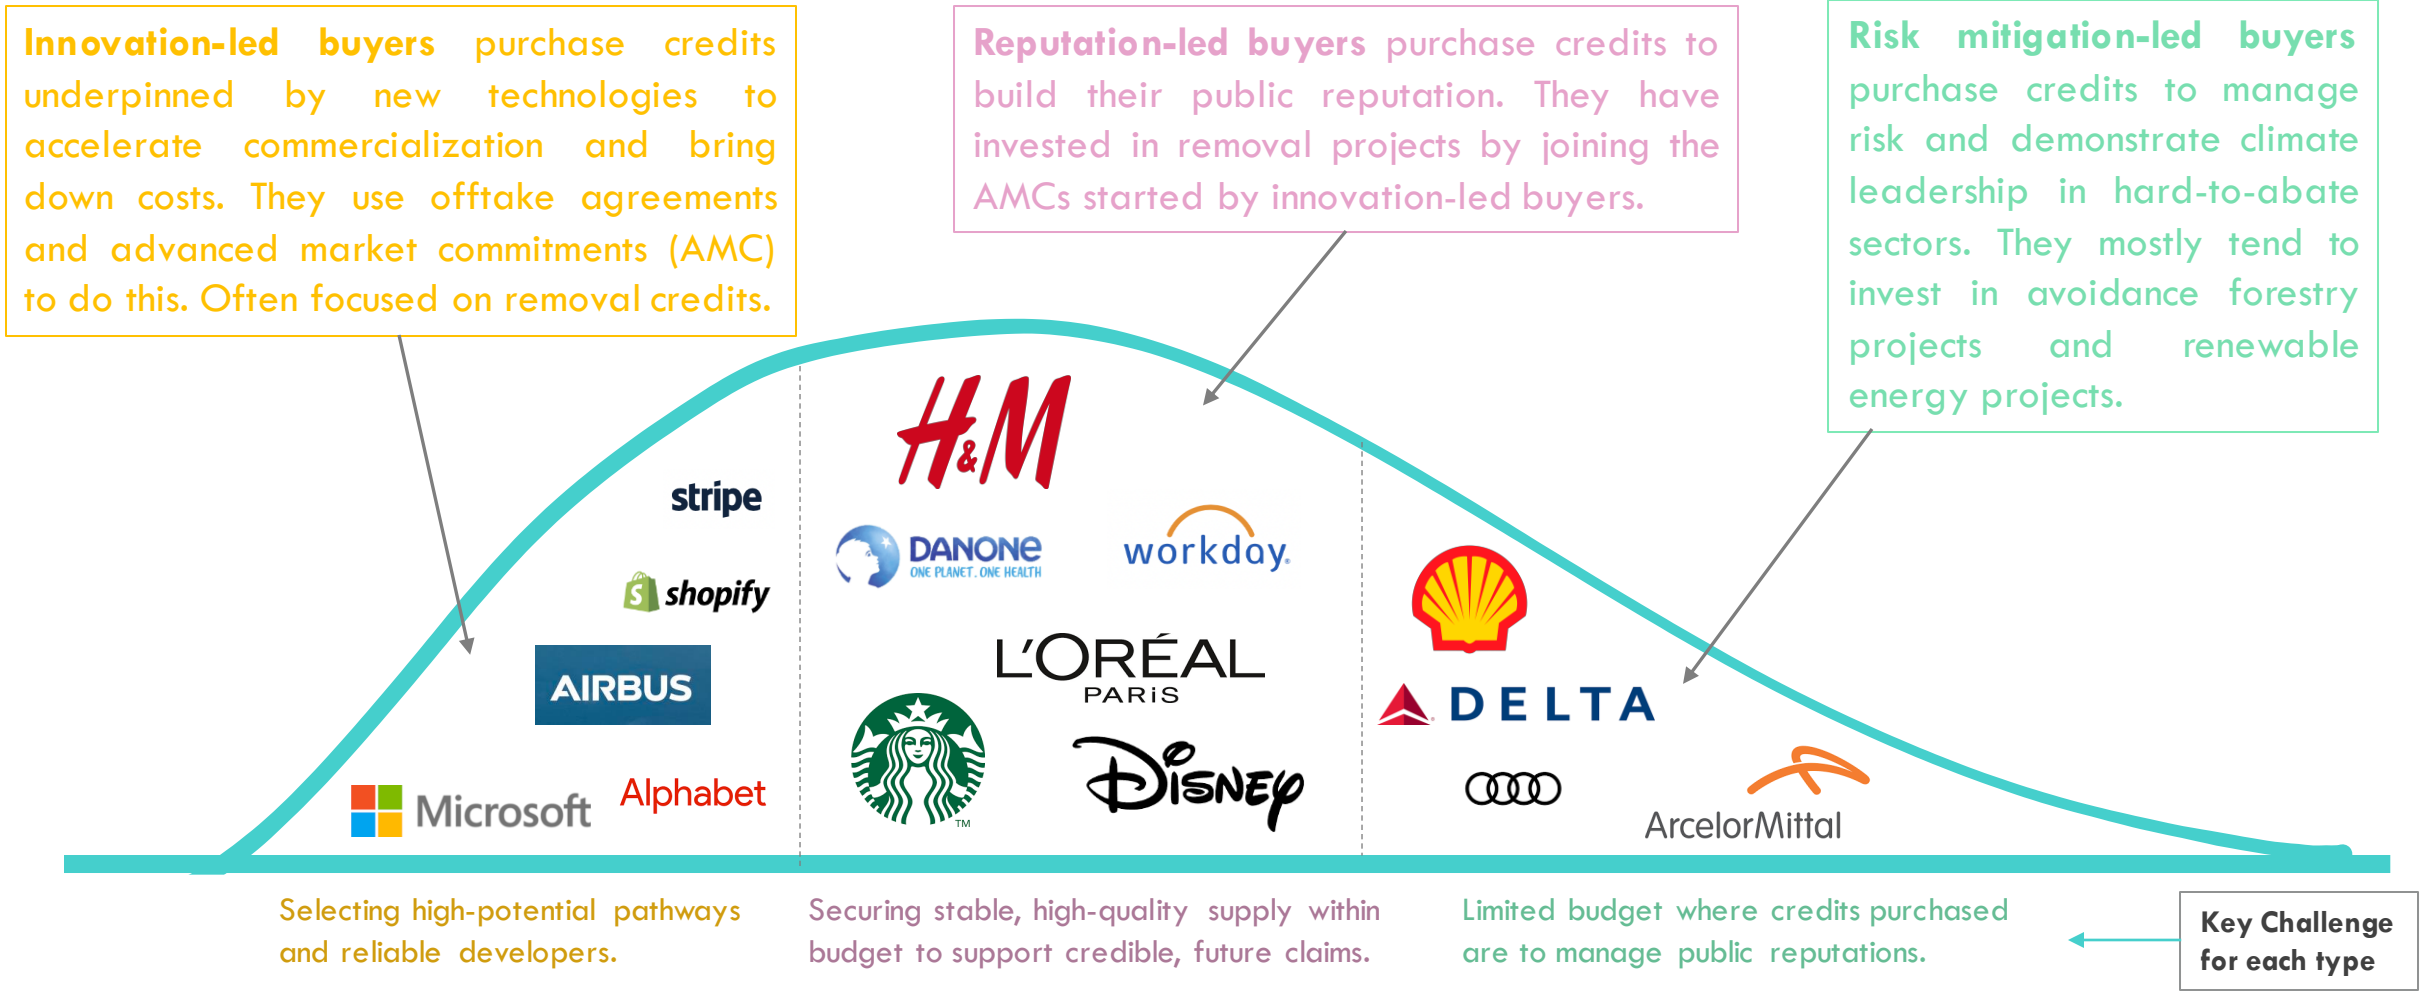 Innovation-led buyers purchase credits
underpinned by new technologies to
accelerate commercialization and bring
down costs. They use offtake agreements
and advanced market commitments (AMC)
to do this. Often focused on removal credits.
Reputation-led buyers purchase credits to
build their public reputation. They have
invested in removal projects by joining the
AMCs started by innovation-led buyers.
Risk mitigation-led buyers
purchase credits to manage
risk and demonstrate climate
leadership in hard-to-abate
sectors. They mostly tend to
invest in avoidance forestry
projects and renewable
energy projects.
stripe
shopify
AIRBUS
Microsoft
Alphabet
H&M
DANONE
ONE PLANET. ONE HEALTH
workday®
L'ORÉAL
PARiS
TM
Disney
DELTA
ArcelorMittal
Selecting high-potential pathways
and reliable developers.
Securing stable, high-quality supply within
budget to support credible, future claims.
Limited budget where credits purchased
are to manage public reputations.
Key Challenge
for each type